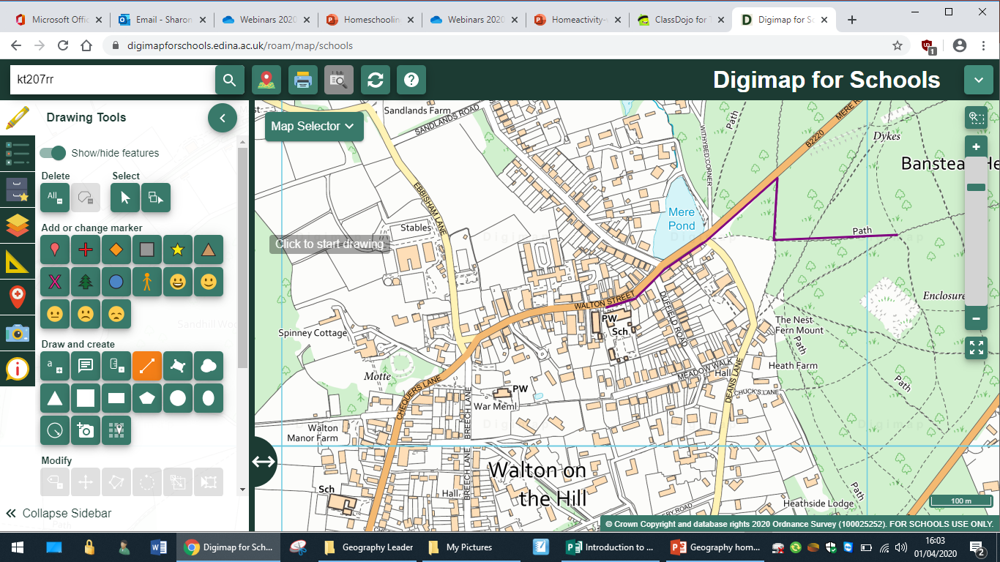 Microsoft Offic
Email - Sharon
Webinars 2020
Homeschoolin
Webinars 2020
Homeactivity-
ClassDojo for T
Digimap for Sc
digimapforschools.edina.ac.uk/roam/map/schools
1
kt207rr
Digimap for Schools
Drawing Tools
Map Selector
Show/hide features
Delete
Select
All
Add or change marker
Click to start drawing
Draw and create
a
Modify
Collapse Sidebar
Sandlands Farm
SANDLANDS ROAD
WITHYBED CORNER
Path
B2220
MERE R
Dykes
Banstead He
EBBISHAM LANE
Stables
Mere
Pond
Path
WALTON STREET
PW
Sch
DUFFIELD ROAD
Enclosure
The Nest
Fern Mount
Path
Spinney Cottage
Sandhill Woo
Motte
CHEQUERS LANE
PW
War Meml
MEADOW WALK
Hall
DEANS LANE
Heath Farm
CHUCK'S LANE
Path
Walton
Manor Farm
BREECH LANE
BREECH LANE
Digimap
Walton on
the Hill
Sch
Hall
Path
Heathside Lodge
100 m
© Crown Copyright and database rights 2020 Ordnance Survey (100025252). FOR SCHOOLS USE ONLY.
Digimap for Sch...
Geography Leader
My Pictures
Introduction to ...
Geography hom...
16:03
01/04/2020
2